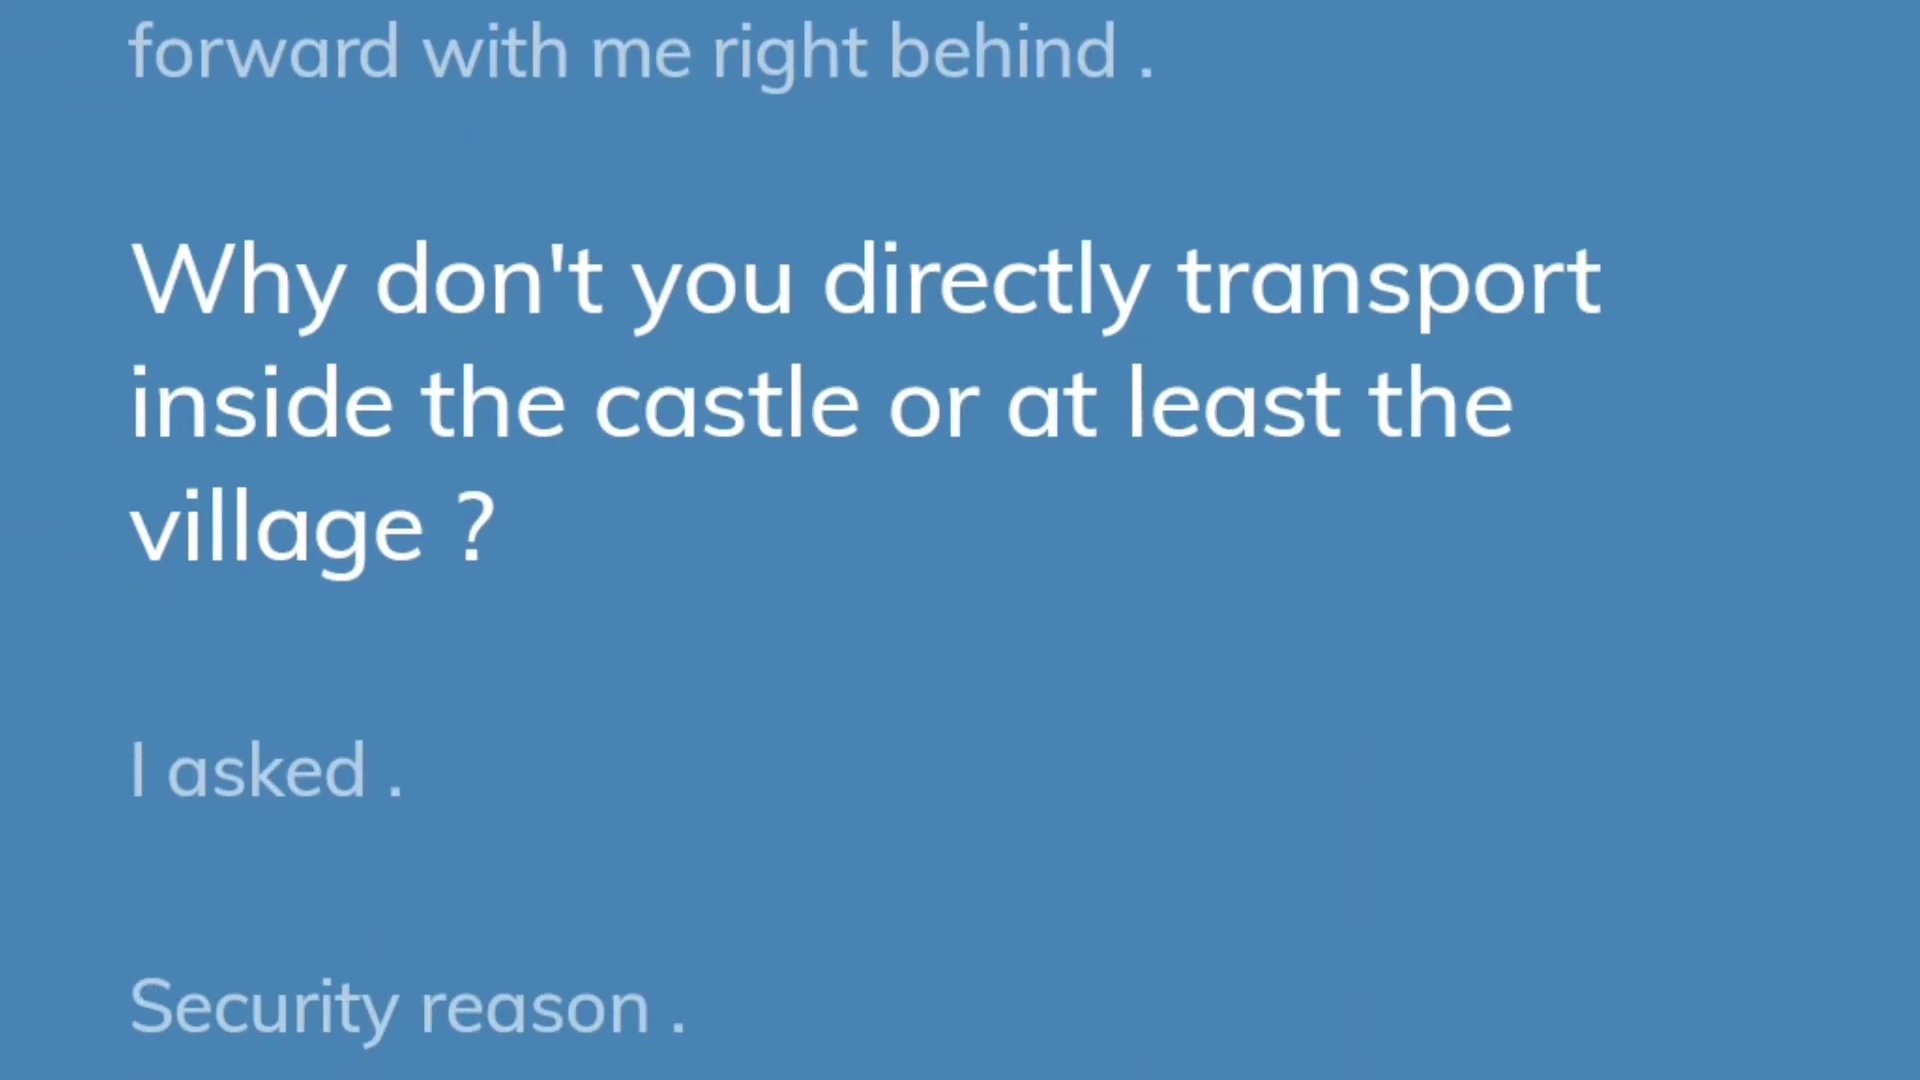 forward with me right behind .
Why don't you directly transport
inside the castle or at least the
village ?
I asked .
Security reason .